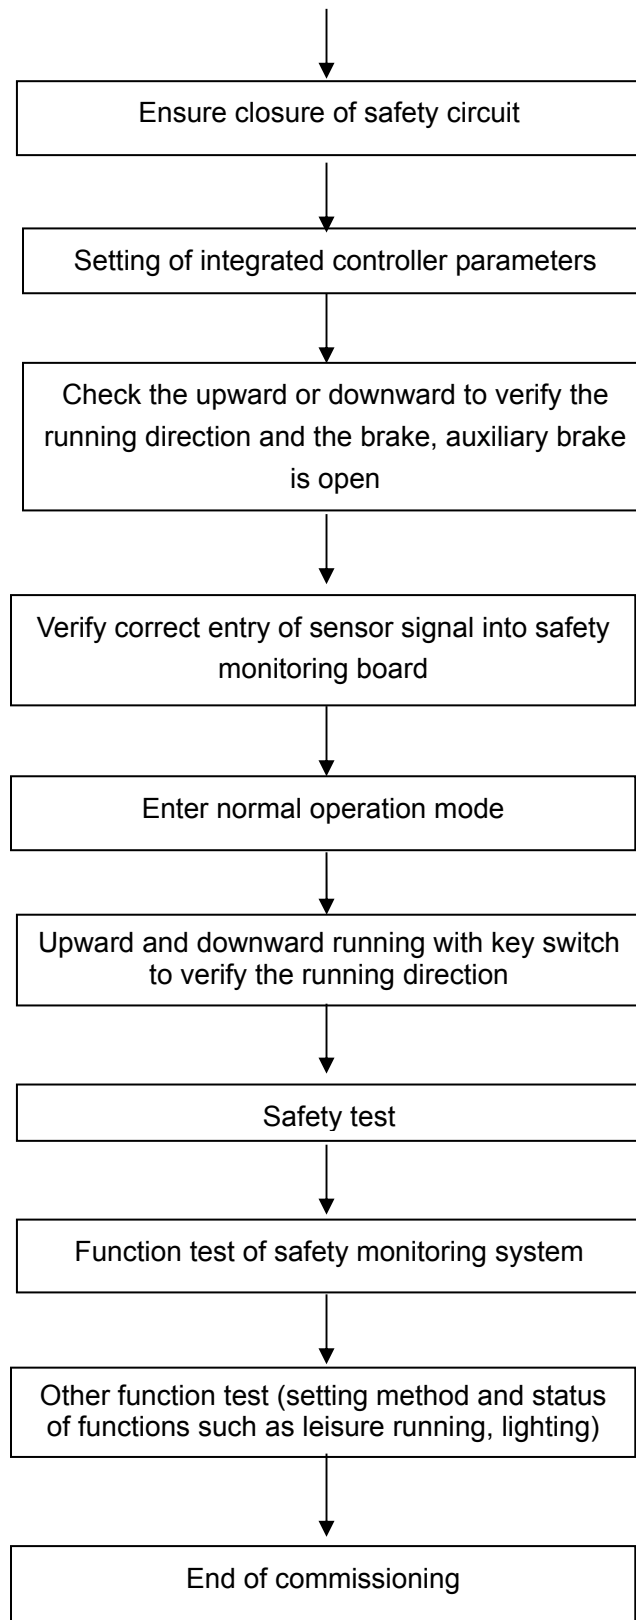 Ensure closure of safety circuit
Setting of integrated controller parameters
Check the upward or downward to verify the
running direction and the brake, auxiliary brake
is open
Verify correct entry of sensor signal into safety
monitoring board
Enter normal operation mode
Upward and downward running with key switch
to verify the running direction
Safety test
Function test of safety monitoring system
Other function test (setting method and status
of functions such as leisure running, lighting)
End of commissioning